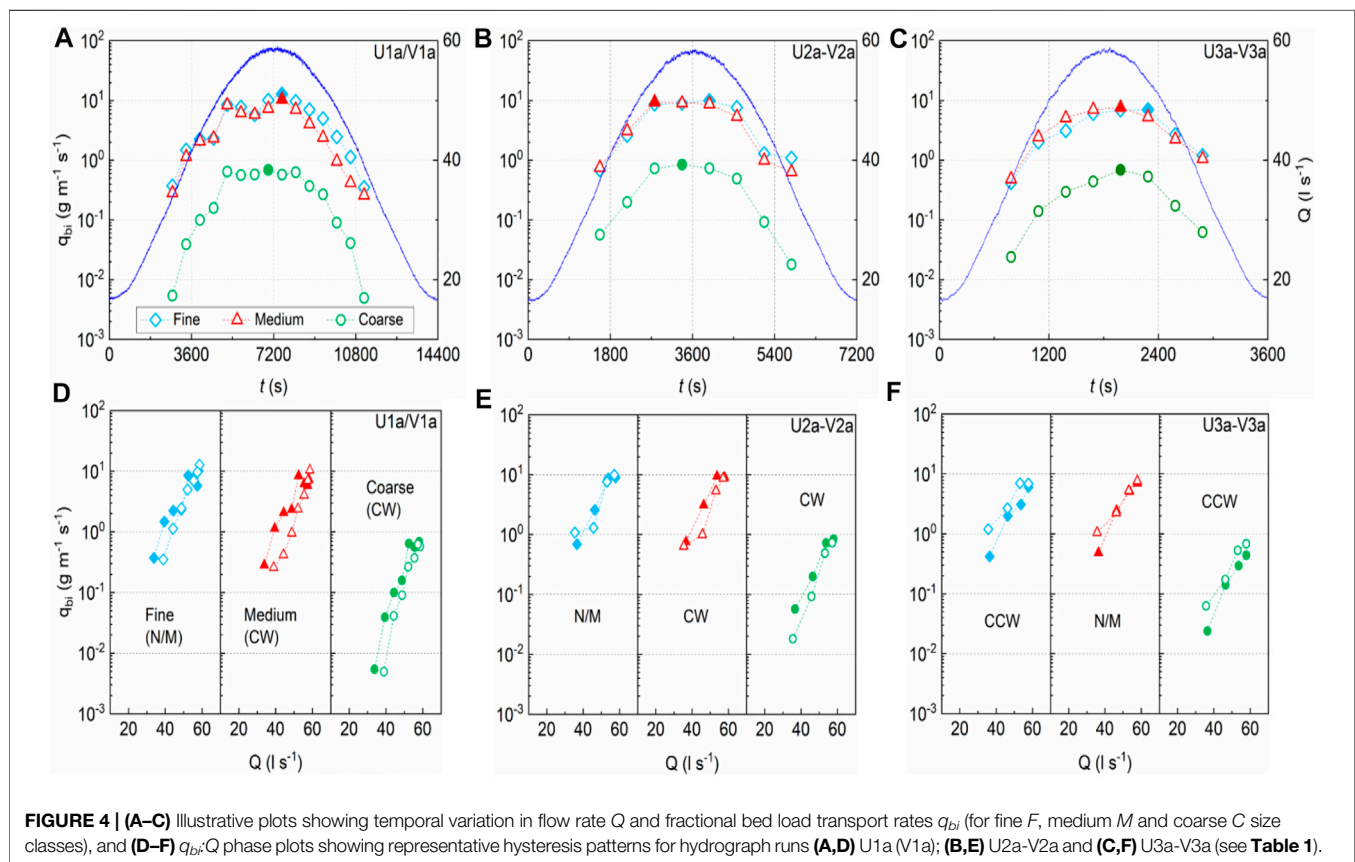 A
U1a/V1a
10² 10¹ 10⁰ 10⁻¹ 10⁻² 10⁻³
q_bi (g m⁻¹ s⁻¹)
60 40 20
Fine Medium Coarse
0 3600 7200 10800 14400
t (s)
B
U2a-V2a
10² 10¹ 10⁰ 10⁻¹ 10⁻² 10⁻³
60 40 20
0 1800 3600 5400 7200
t (s)
C
U3a-V3a
10² 10¹ 10⁰ 10⁻¹ 10⁻² 10⁻³
60 40 20
Q (l s⁻¹)
0 1200 2400 3600
t (s)
D
U1a/V1a
10² 10¹ 10⁰ 10⁻¹ 10⁻² 10⁻³
q_bi (g m⁻¹ s⁻¹)
Fine
(N/M)
Medium
(CW)
Coarse
(CW)
20 40 60 20 40 60 20 40 60
Q (l s⁻¹)
E
U2a-V2a
10² 10¹ 10⁰ 10⁻¹ 10⁻² 10⁻³
N/M
CW
CW
20 40 60 20 40 60 20 40 60
Q (l s⁻¹)
F
U3a-V3a
10² 10¹ 10⁰ 10⁻¹ 10⁻² 10⁻³
CCW
N/M
CCW
20 40 60 20 40 60 20 40 60
Q (l s⁻¹)
FIGURE 4 | (A–C) Illustrative plots showing temporal variation in flow rate Q and fractional bed load transport rates q_bi (for fine F, medium M and coarse C size
classes), and (D–F) q_bi:Q phase plots showing representative hysteresis patterns for hydrograph runs (A,D) U1a (V1a); (B,E) U2a-V2a and (C,F) U3a-V3a (see Table 1).